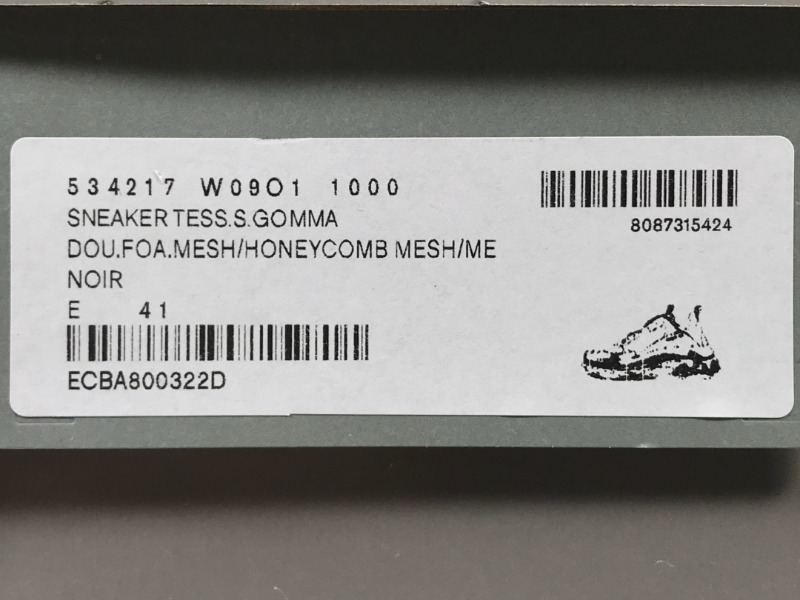 534217 W09O1 1000
SNEAKER TESS.S.GOMMA
DOU.FOA.MESH/HONEYCOMB MESH/ME
NOIR
E 41
ECBA800322D
8087315424